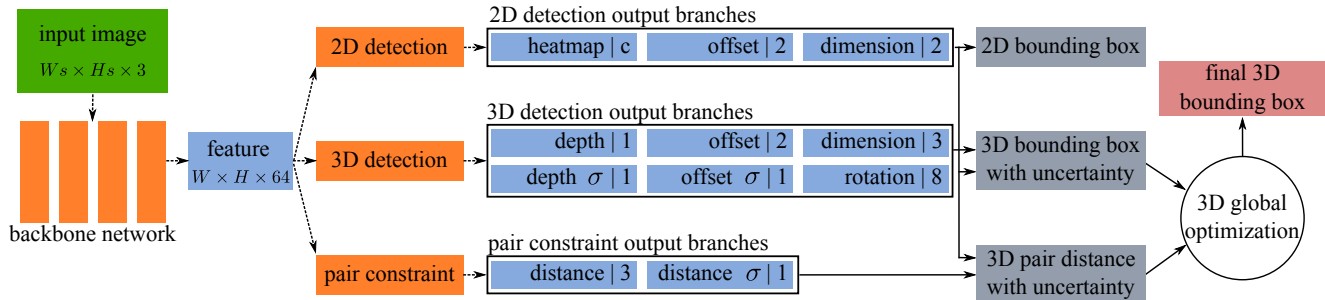 input image
Ws × Hs × 3
backbone network
feature
W × H × 64
2D detection
3D detection
pair constraint
2D detection output branches
heatmap | c
offset | 2
dimension | 2
3D detection output branches
depth | 1
offset | 2
dimension | 3
depth σ | 1
offset σ | 1
rotation | 8
pair constraint output branches
distance | 3
distance σ | 1
2D bounding box
3D bounding box
with uncertainty
3D pair distance
with uncertainty
3D global
optimization
final 3D
bounding box